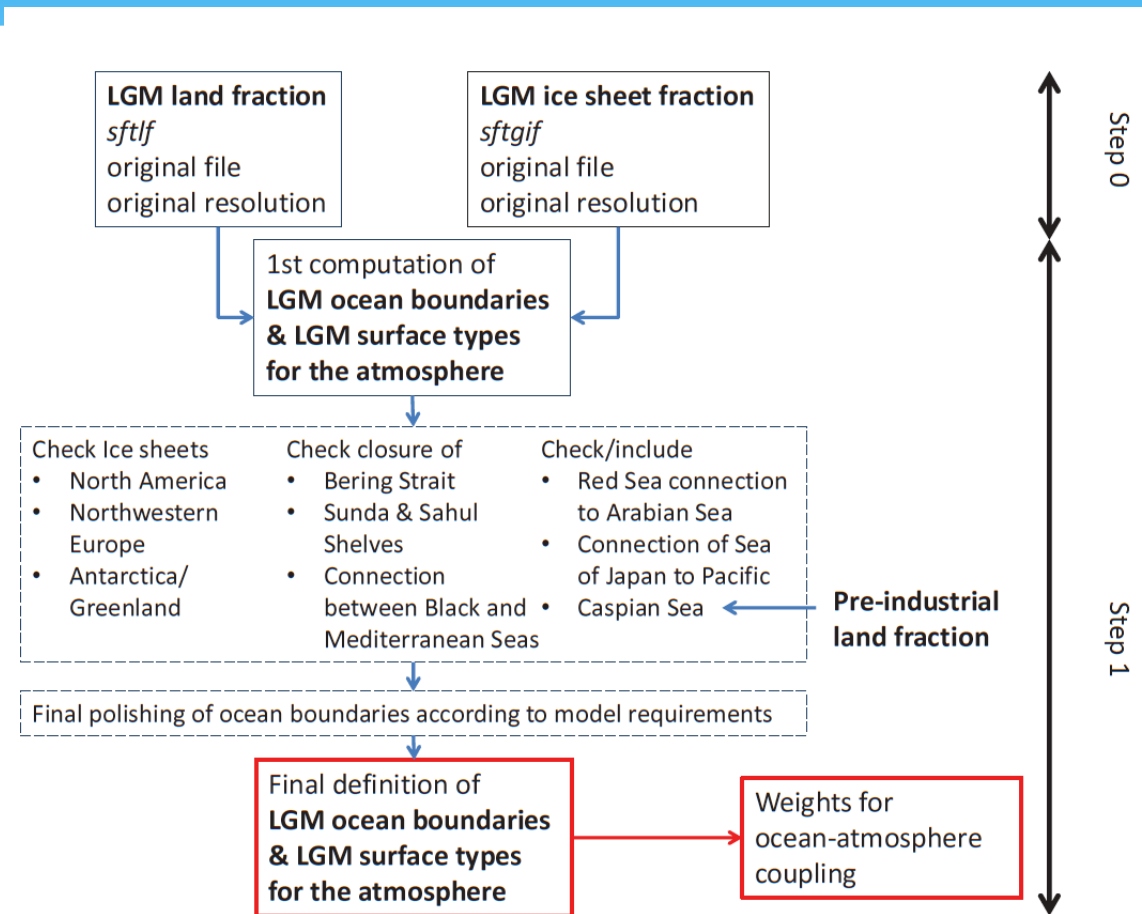 LGM land fraction
sftlf
original file
original resolution
LGM ice sheet fraction
sftgif
original file
original resolution
Step 0
1st computation of
LGM ocean boundaries
& LGM surface types
for the atmosphere
Check Ice sheets
• North America
• Northwestern
Europe
• Antarctica/
Greenland
Check closure of
• Bering Strait
• Sunda & Sahul
Shelves
• Connection
between Black and
Mediterranean Seas
Check/include
• Red Sea connection
to Arabian Sea
• Connection of Sea
of Japan to Pacific
• Caspian Sea
Pre-industrial
land fraction
Step 1
Final polishing of ocean boundaries according to model requirements
Final definition of
LGM ocean boundaries
& LGM surface types
for the atmosphere
Weights for
ocean-atmosphere
coupling